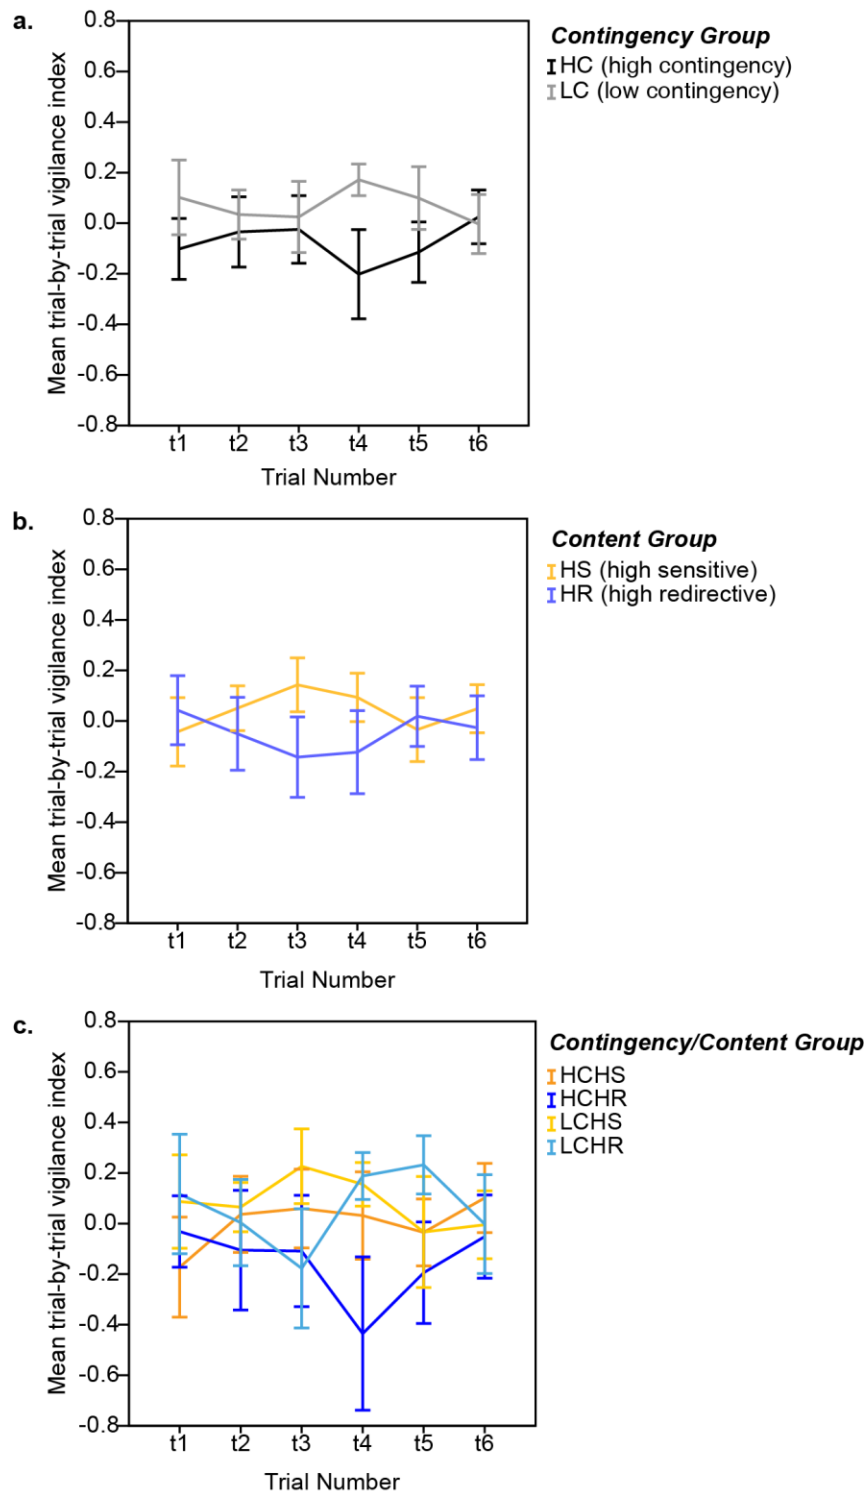 a.
Contingency Group
HC (high contingency)
LC (low contingency)
Mean trial-by-trial vigilance index
0.8
0.6
0.4
0.2
0.0
-0.2
-0.4
-0.6
-0.8
t1 t2 t3 t4 t5 t6
Trial Number
b.
Content Group
HS (high sensitive)
HR (high redirective)
Mean trial-by-trial vigilance index
0.8
0.6
0.4
0.2
0.0
-0.2
-0.4
-0.6
-0.8
t1 t2 t3 t4 t5 t6
Trial Number
c.
Contingency/Content Group
HCHS
HCHR
LCHS
LCHR
Mean trial-by-trial vigilance index
0.8
0.6
0.4
0.2
0.0
-0.2
-0.4
-0.6
-0.8
t1 t2 t3 t4 t5 t6
Trial Number